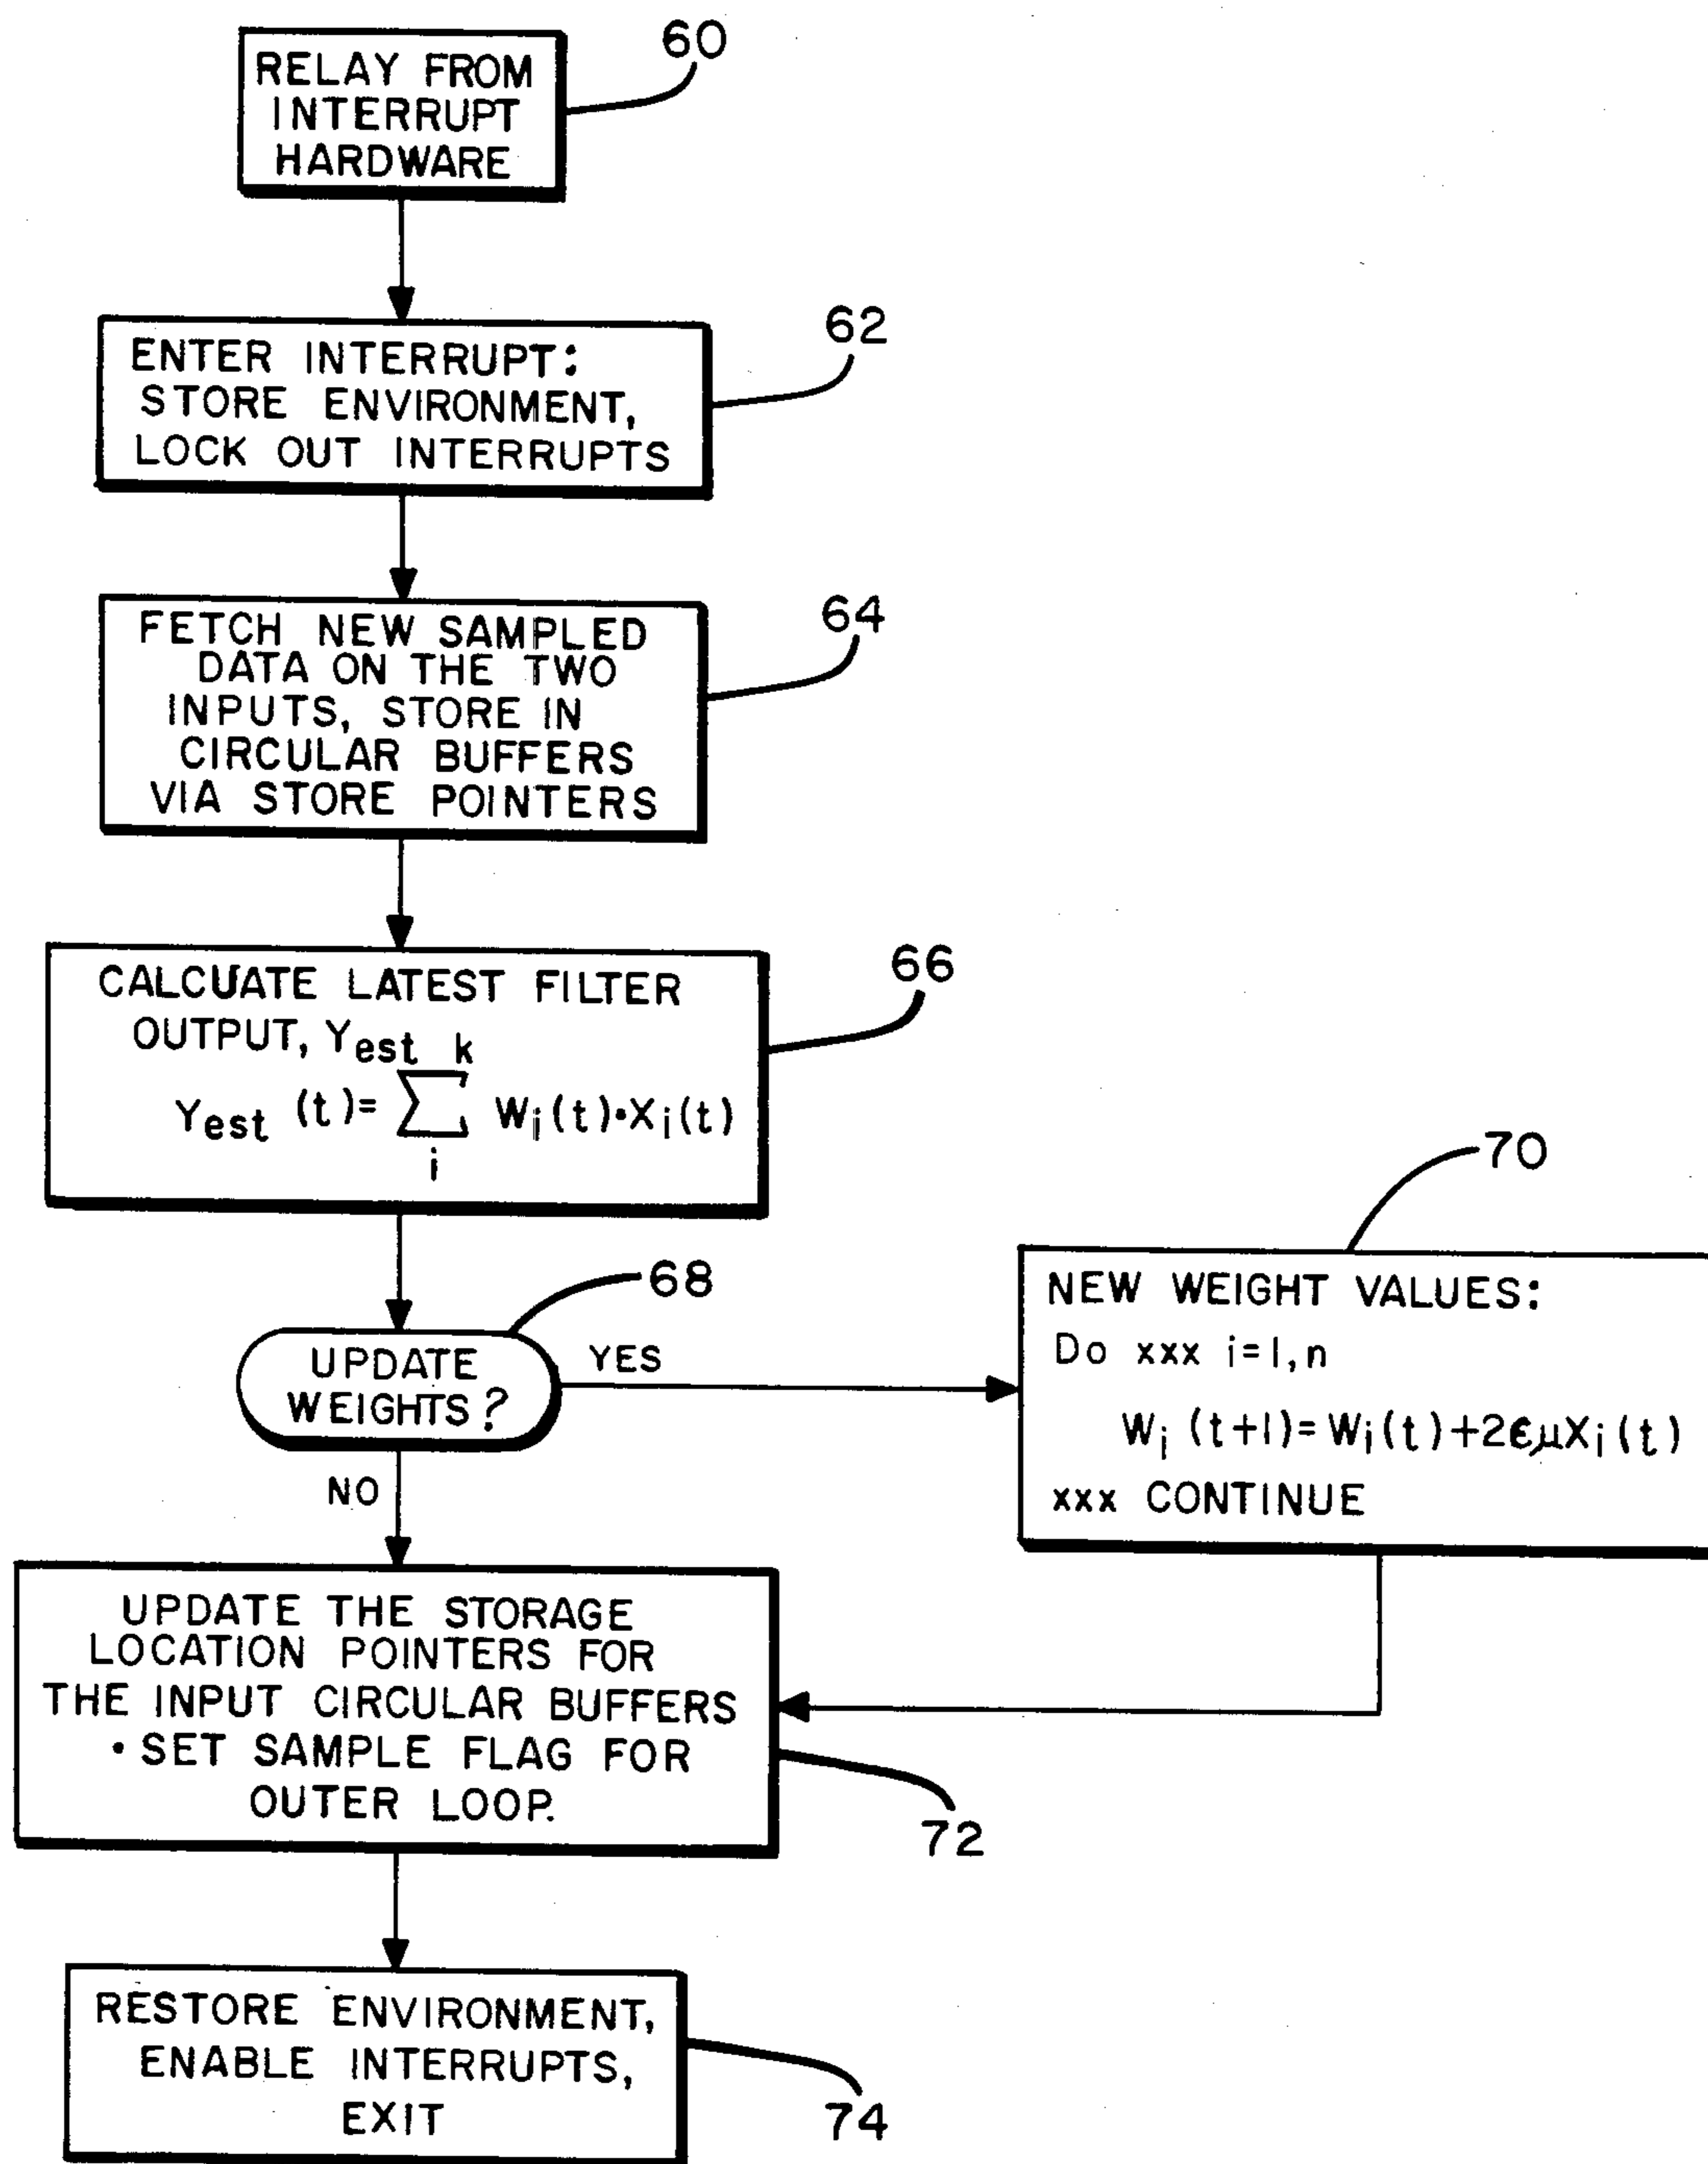 60
RELAY FROM
INTERRUPT
HARDWARE
62
ENTER INTERRUPT:
STORE ENVIRONMENT,
LOCK OUT INTERRUPTS
64
FETCH NEW SAMPLED
DATA ON THE TWO
INPUTS, STORE IN
CIRCULAR BUFFERS
VIA STORE POINTERS
66
CALCUATE LATEST FILTER
OUTPUT, Yest k
Yest (t)= ∑ Wi(t)•Xi(t)
i
68
UPDATE
WEIGHTS?
YES
NO
70
NEW WEIGHT VALUES:
Do xxx i=1,n
Wi (t+1)=Wi(t)+2ϵμXi(t)
xxx CONTINUE
UPDATE THE STORAGE
LOCATION POINTERS FOR
THE INPUT CIRCULAR BUFFERS
• SET SAMPLE FLAG FOR
OUTER LOOP.
72
RESTORE ENVIRONMENT,
ENABLE INTERRUPTS,
EXIT
74